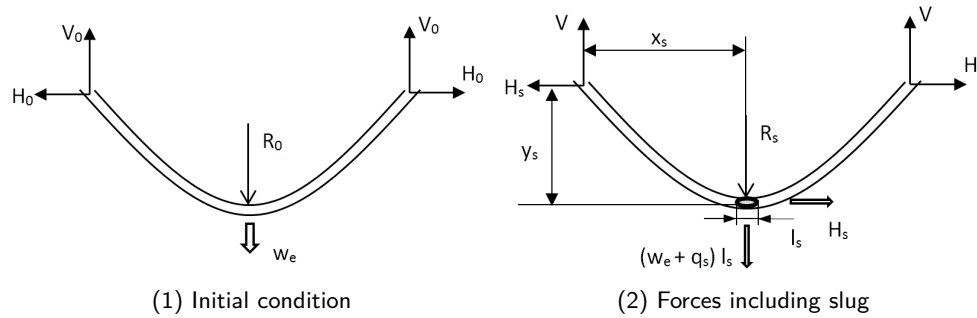 V₀
V₀
H₀
H₀
R₀
wₑ
(1) Initial condition
V
V
xₛ
Hₛ
H
Rₛ
yₛ
Hₛ
lₛ
(wₑ + qₛ) lₛ
(2) Forces including slug